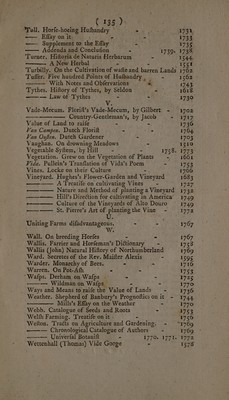 ( 135 )
Tull. Horse-hoeing Husbandry - 1731
—— Essay on it - 1733
—— Supplement to the Essay 1735
—— Addenda and Conclusion 1739, 1738
Turner. Historia de Naturis Herbarum 1544
—— A New Herbal - 1551
Turbilly. On the Cultivation of waste and barren Lands 1762
Tusser. Five hundred Points of Husbandry 1562
—— With Notes and Observations 1743
Tythes, History of Tythes, by Selden 1618
—— Law of Tythes - 1730
V.
Vade-Mecum. Florist's Vade-Mecum, by Gilbert - 1702
—— Country-Gentleman's, by Jacob - 1717
Value of Land to raise - 1736
Van Campen. Dutch Florist - 1764
Van Oosten. Dutch Gardener 1703
Vaughan. On drowning Meadows 1610
Vegetable System, by Hill - 1758, 1773
Vegetation. Grew on the Vegetation of Plants 1661
Vida. Pullein's Translation of Vida's Poem 1753
Vines. Locke on their Culture 1766
Vineyard. Hughes's Flower-Garden and Vineyard 1683
—— A Treatise on cultivating Vines - 1727
—— Nature and Method of planting a Vineyard 1732
—— Hill's Direction for cultivating in America 1749
—— Culture of the Vineyards of Alto Douro 1749
—— St. Pierre's Art of planting the Vine - 1772
U.
Uniting Farms disadvantageous, - 1767
W.
Wall. On breeding Horses - 1767
Wallis. Farrier and Horseman's Dictionary 1758
Wallis (John) Natural History of Northumberland 1769
Ward. Secretes of the Rev. Maister Alexis 1595
Warder. Monarchy of Bees. 1720
Warren. On Pot-Ash 1753
Wasps. Derham on Wasps 1725
—— Wildman on Wasps - 1770
Ways and Means to raise the Value of Lands 1736
Weather. Shepherd of Banbury's Prognostics on it - 1744
—— Mills's Essay on the Weather - 1770
Webb. Catalogue of Seeds and Roots - 1753
Welsh Farming. Treatise on it - 1750
Weston. Tracts on Agriculture and Gardening. - 1769
—— Chronological Catalogue of Authors 1769
—— Universal Botanist - 1770, 1771, 1772
Wetenhall (Thomas) Vale Gorge - 1578